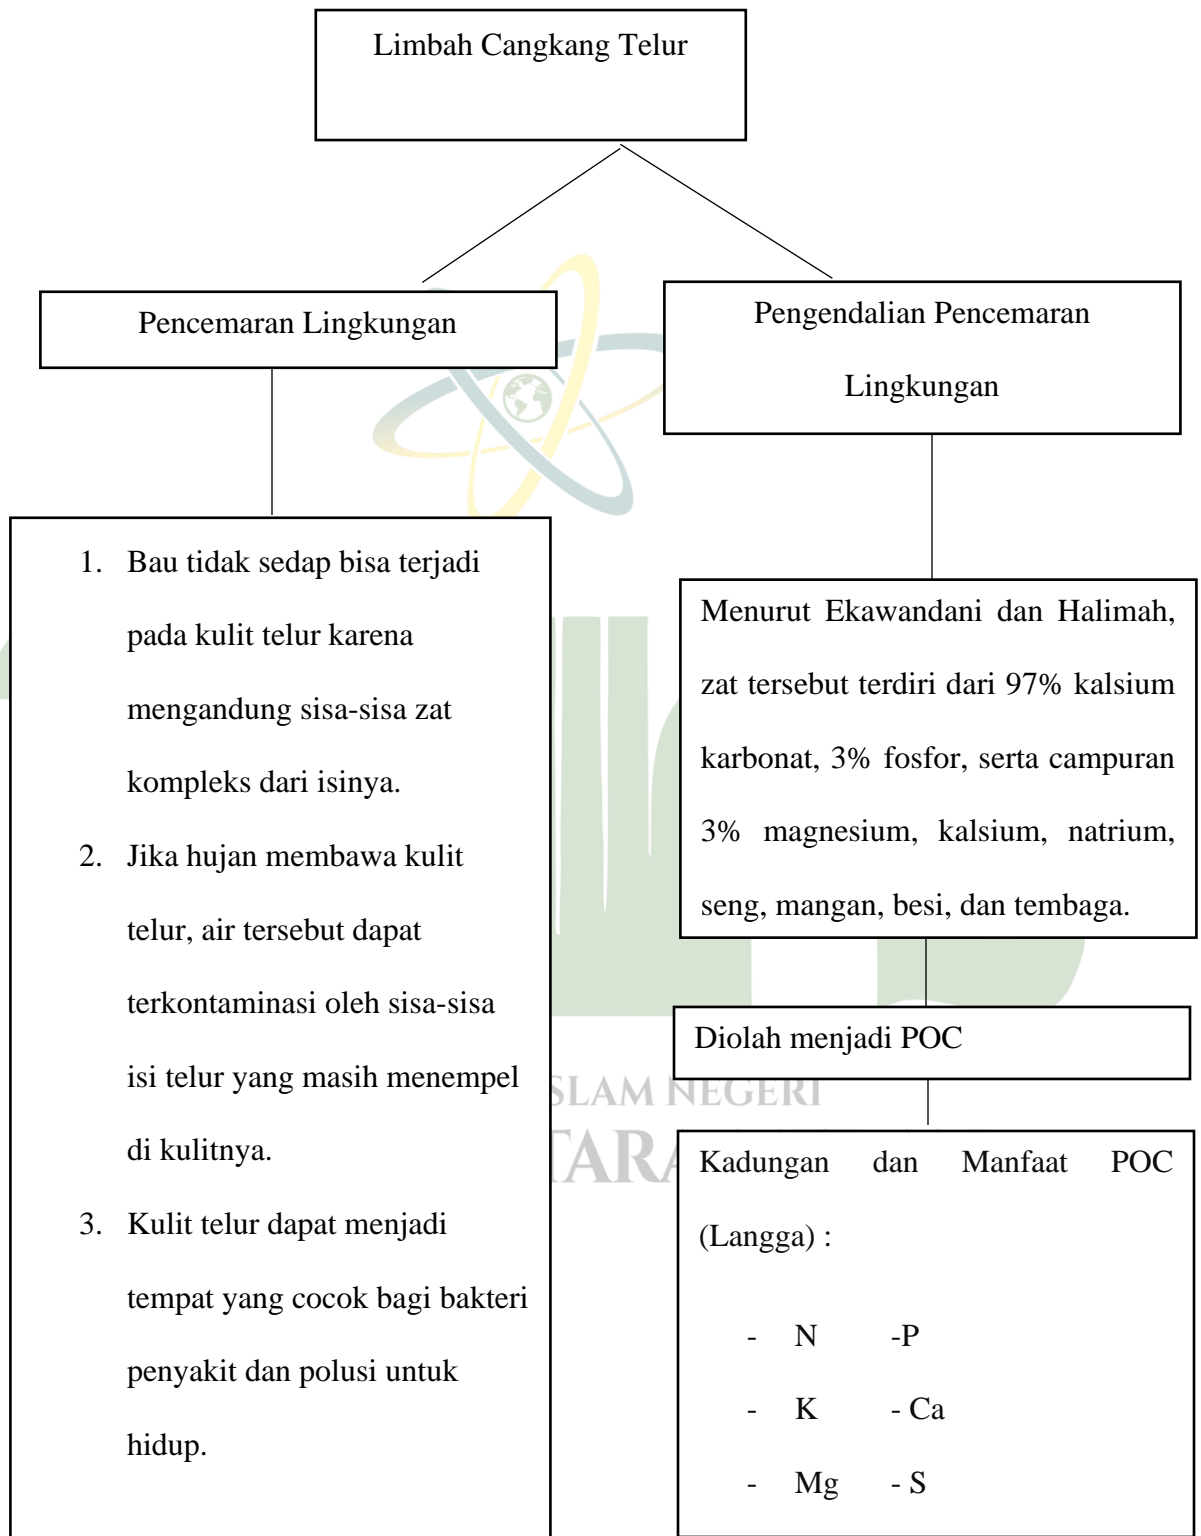 Limbah Cangkang Telur
Pencemaran Lingkungan
Pengendalian Pencemaran
Lingkungan
1. Bau tidak sedap bisa terjadi
pada kulit telur karena
mengandung sisa-sisa zat
kompleks dari isinya.
2. Jika hujan membawa kulit
telur, air tersebut dapat
terkontaminasi oleh sisa-sisa
isi telur yang masih menempel
di kulitnya.
3. Kulit telur dapat menjadi
tempat yang cocok bagi bakteri
penyakit dan polusi untuk
hidup.
Menurut Ekawandani dan Halimah,
zat tersebut terdiri dari 97% kalsium
karbonat, 3% fosfor, serta campuran
3% magnesium, kalsium, natrium,
seng, mangan, besi, dan tembaga.
Diolah menjadi POC
SLAM NEGERI
TARA
Kadungan dan Manfaat POC
(Langga) :
- N -P
- K - Ca
- Mg - S